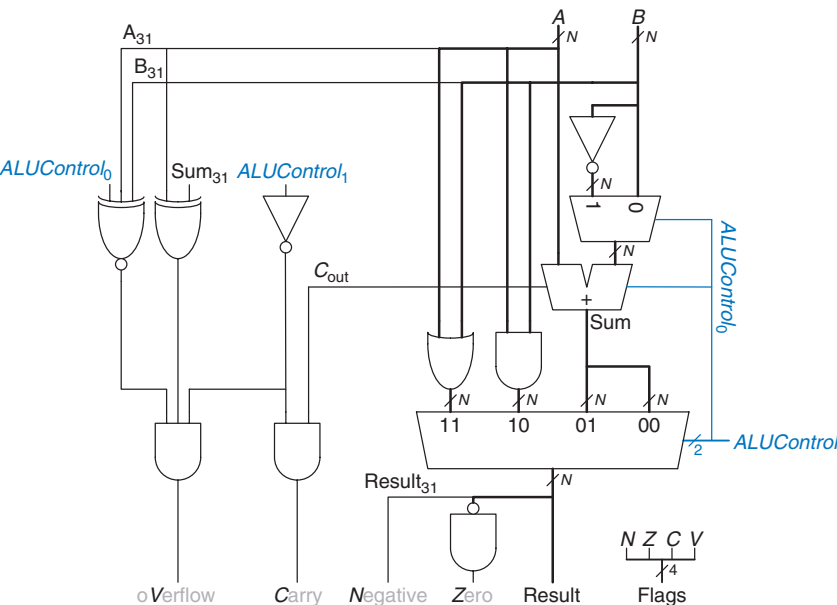 A B
A31 N N
B31
ALUControl0 Sum31 ALUControl1
N
1 0
ALUControl0
N
Cout
+
Sum
N N N N
11 10 01 00
2 ALUControl
Result31 N
N Z C V
4
oVerflow Carry Negative Zero Result Flags